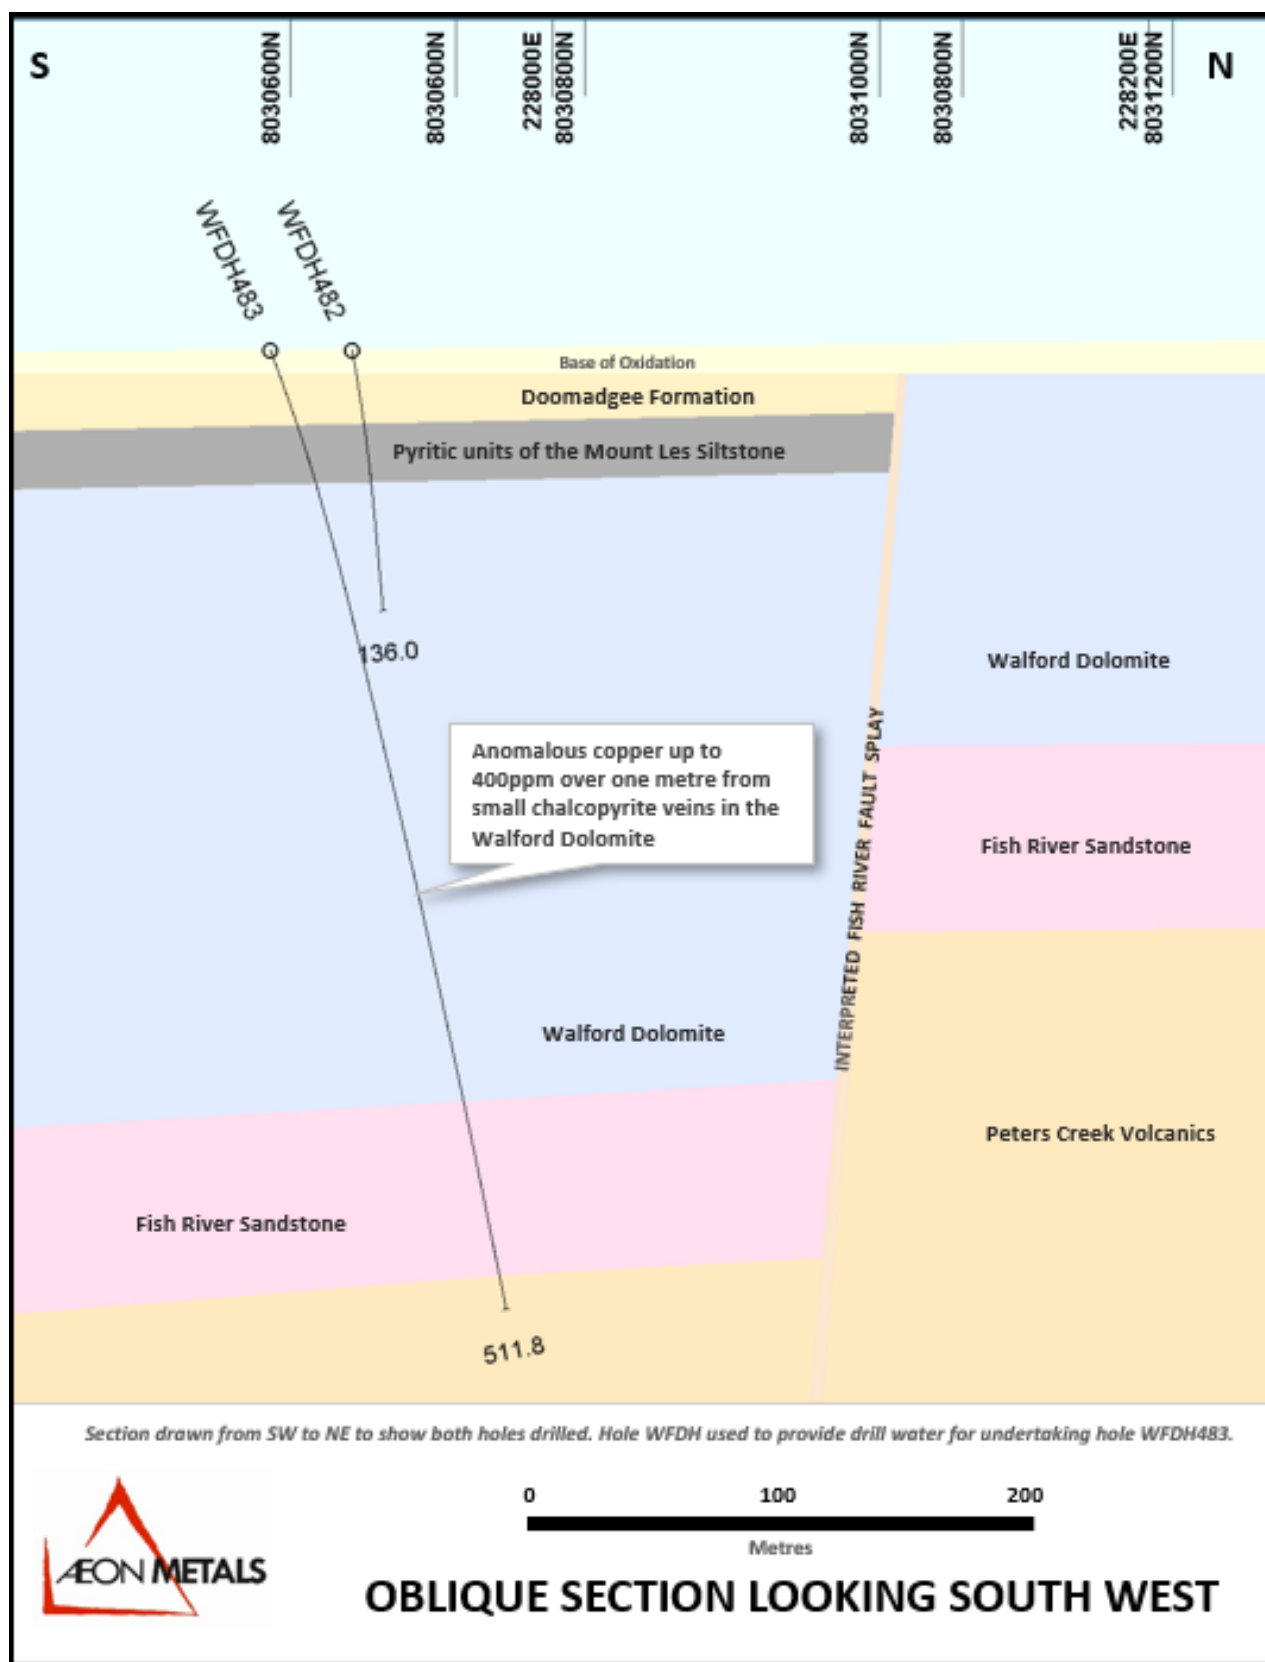 S
8030600N
8030600N
228000E
8030800N
8031000N
8030800N
228200E
8031200N
N
WFDH483
WFDH482
Base of Oxidation
Doomadgee Formation
Pyritic units of the Mount Les Siltstone
136.0
Walford Dolomite
Anomalous copper up to
400ppm over one metre from
small chalcopyrite veins in the
Walford Dolomite
INTERPRETED FISH RIVER FAULT SPLAY
Fish River Sandstone
Walford Dolomite
Peters Creek Volcanics
Fish River Sandstone
511.8
Section drawn from SW to NE to show both holes drilled. Hole WFDH used to provide drill water for undertaking hole WFDH483.
0 100 200
Metres
ÆON METALS
OBLIQUE SECTION LOOKING SOUTH WEST